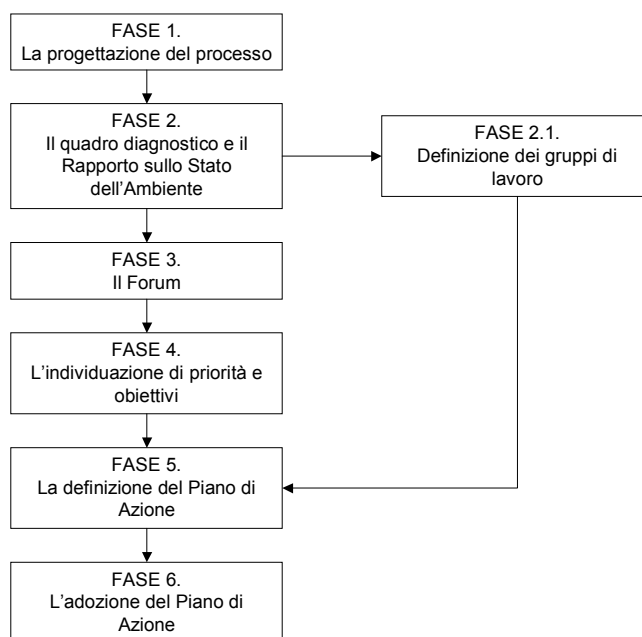 FASE 1.
La progettazione del processo
FASE 2.
Il quadro diagnostico e il
Rapporto sullo Stato
dell'Ambiente
FASE 2.1.
Definizione dei gruppi di
lavoro
FASE 3.
Il Forum
FASE 4.
L'individuazione di priorità e
obiettivi
FASE 5.
La definizione del Piano di
Azione
FASE 6.
L'adozione del Piano di
Azione